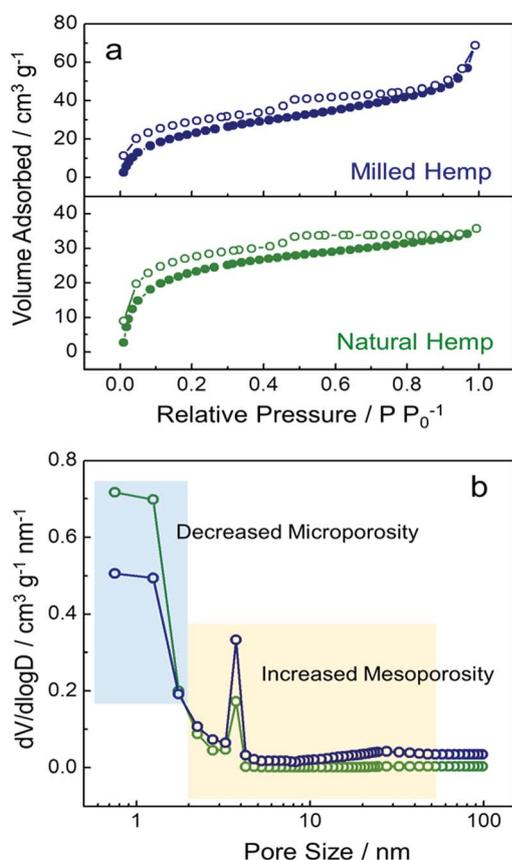 a
80
60
40
20
0
Milled Hemp
Volume Adsorbed / cm³ g⁻¹
40
30
20
10
0
Natural Hemp
0.0 0.2 0.4 0.6 0.8 1.0
Relative Pressure / P P₀⁻¹
b
0.8
0.6
0.4
0.2
0.0
Decreased Microporosity
Increased Mesoporosity
dV/dlogD / cm³ g⁻¹ nm⁻¹
1 10 100
Pore Size / nm